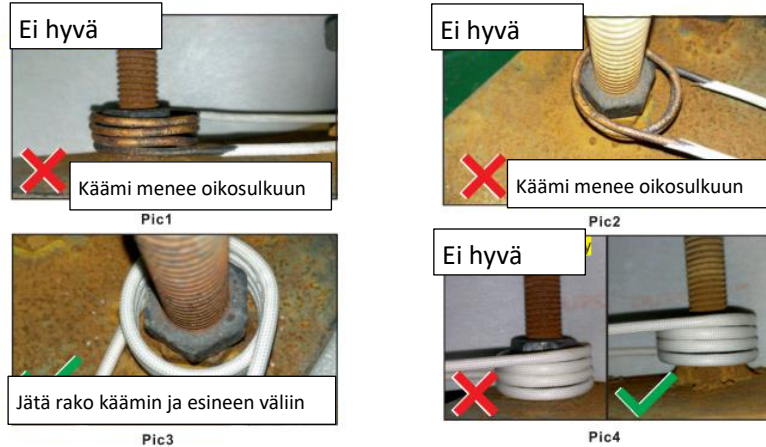 Ei hyvä
Käämi menee oikosulkuun
Pic1
Ei hyvä
Käämi menee oikosulkuun
Pic2
Jätä rako käämin ja esineen väliin
Pic3
Ei hyvä
Pic4